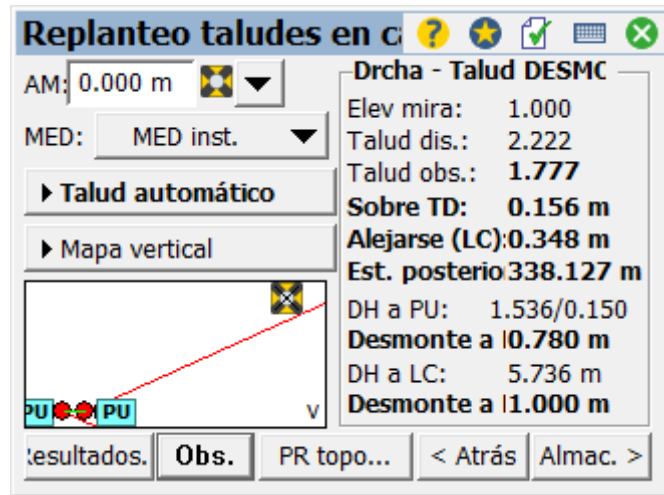 Replanteo taludes en ca
AM: 0.000 m
MED: MED inst.
Talud automático
Mapa vertical
PU PU V
Drcha - Talud DESMC
Elev mira: 1.000
Talud dis.: 2.222
Talud obs.: 1.777
Sobre TD: 0.156 m
Alejarse (LC): 0.348 m
Est. posterio 338.127 m
DH a PU: 1.536/0.150
Desmonte a 0.780 m
DH a LC: 5.736 m
Desmonte a 1.000 m
esultados. Obs. PR topo... < Atrás Almac. >